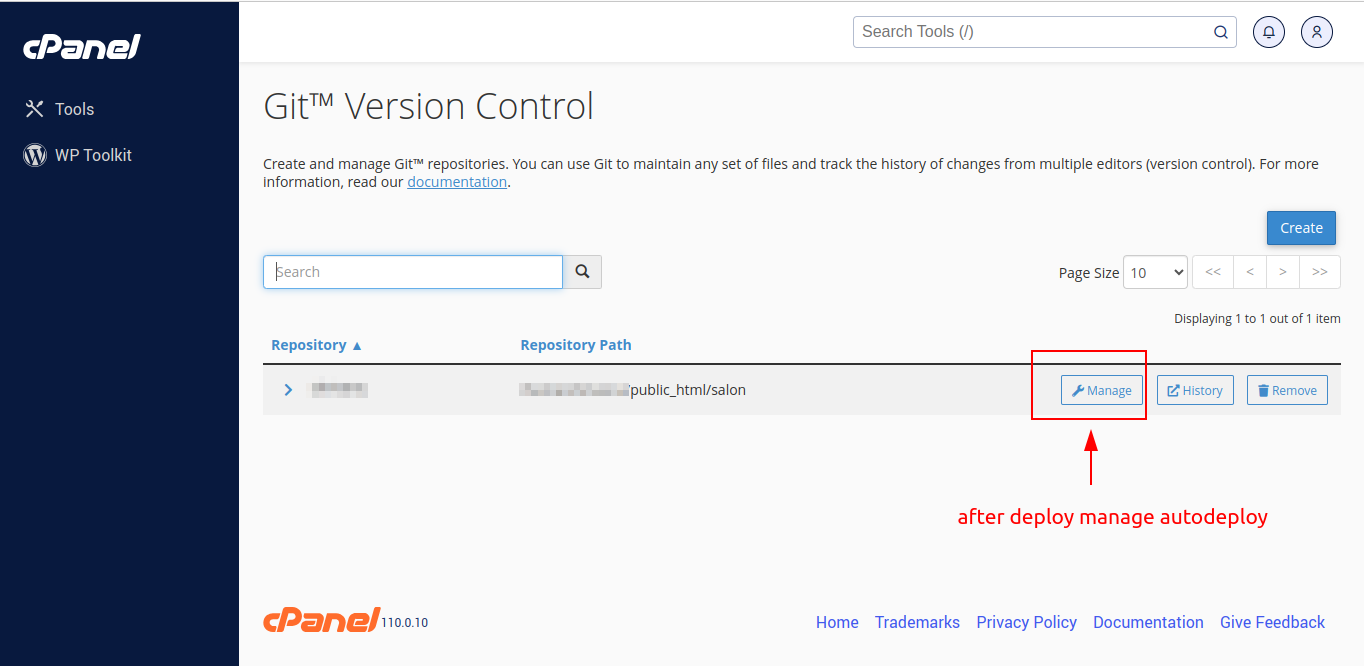 cPanel
Search Tools (/)
Tools
WP Toolkit
Git™ Version Control
Create and manage Git™ repositories. You can use Git to maintain any set of files and track the history of changes from multiple editors (version control). For more
information, read our documentation.
Create
Search
Page Size 10 << < > >>
Displaying 1 to 1 out of 1 item
Repository ▲ Repository Path
/public_html/salon Manage History Remove
after deploy manage autodeploy
cPanel 110.0.10 Home Trademarks Privacy Policy Documentation Give Feedback